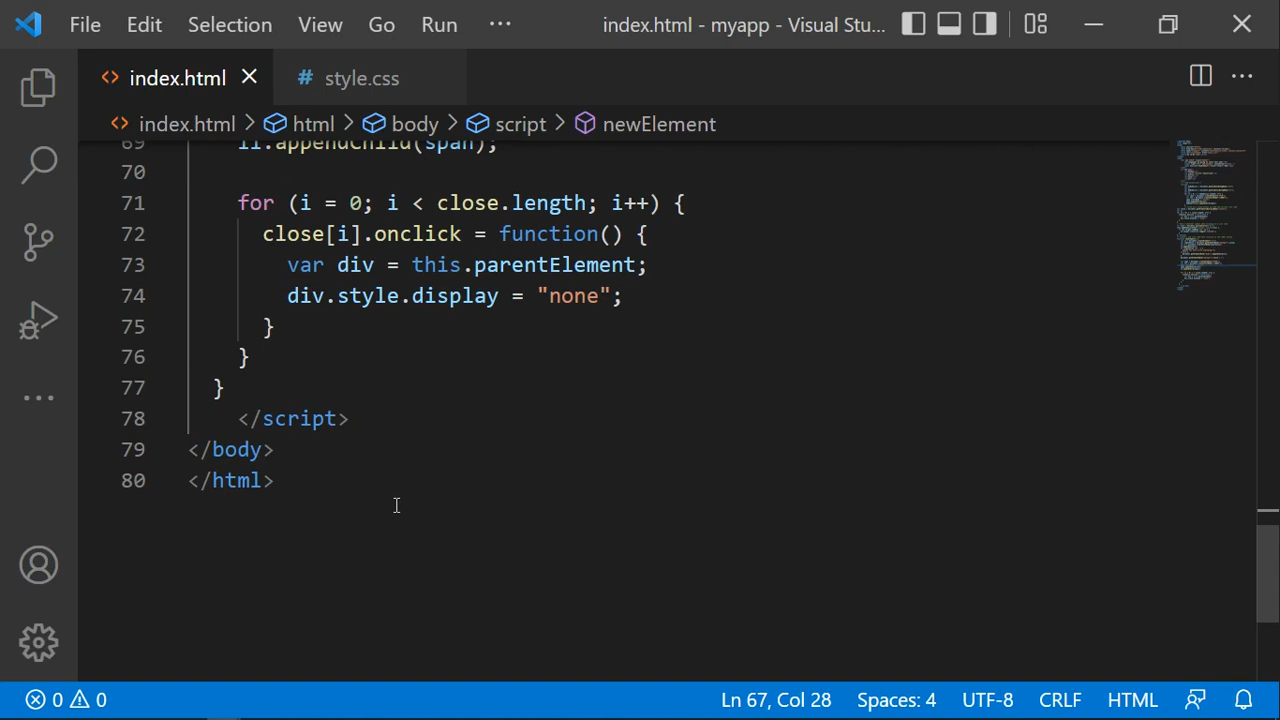 File Edit Selection View Go Run ··· index.html - myapp - Visual Stu...
index.html # style.css ···
index.html > html > body > script > newElement
69 li.appendChild(span);
70
71 for (i = 0; i < close.length; i++) {
72 close[i].onclick = function() {
73 var div = this.parentElement;
74 div.style.display = "none";
75 }
76 }
77 }
78 </script>
79 </body>
80 </html>
0 0 Ln 67, Col 28 Spaces: 4 UTF-8 CRLF HTML